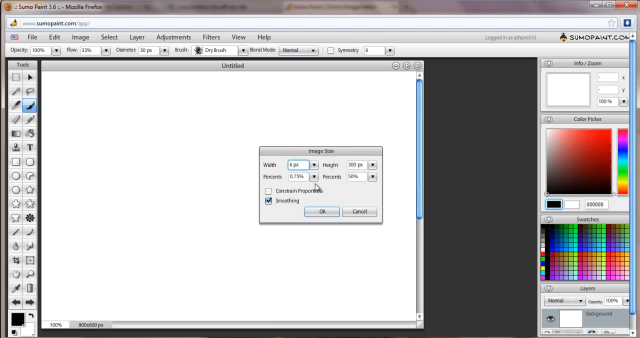 .: Sumo Paint 3.6 :. - Mozilla Firefox
www.sumopaint.com/app/
File Edit Image Select Layer Adjustments Filters View Help
SUMOPAINT.COM
Opacity: 100% Flow: 33% Diameter: 30 px Brush: Dry Brush Blend Mode: Normal Symmetry 6
Tools
Untitled
Info / Zoom
X
Y
100 %
Color Picker
000000
Image Size
Width 6 px Height 300 px
Percents 0.75% Percents 50%
Constrain Proportions
Smoothing
OK Cancel
Swatches
Layers
Normal Opacity: 100%
Background
100% 800x600 px